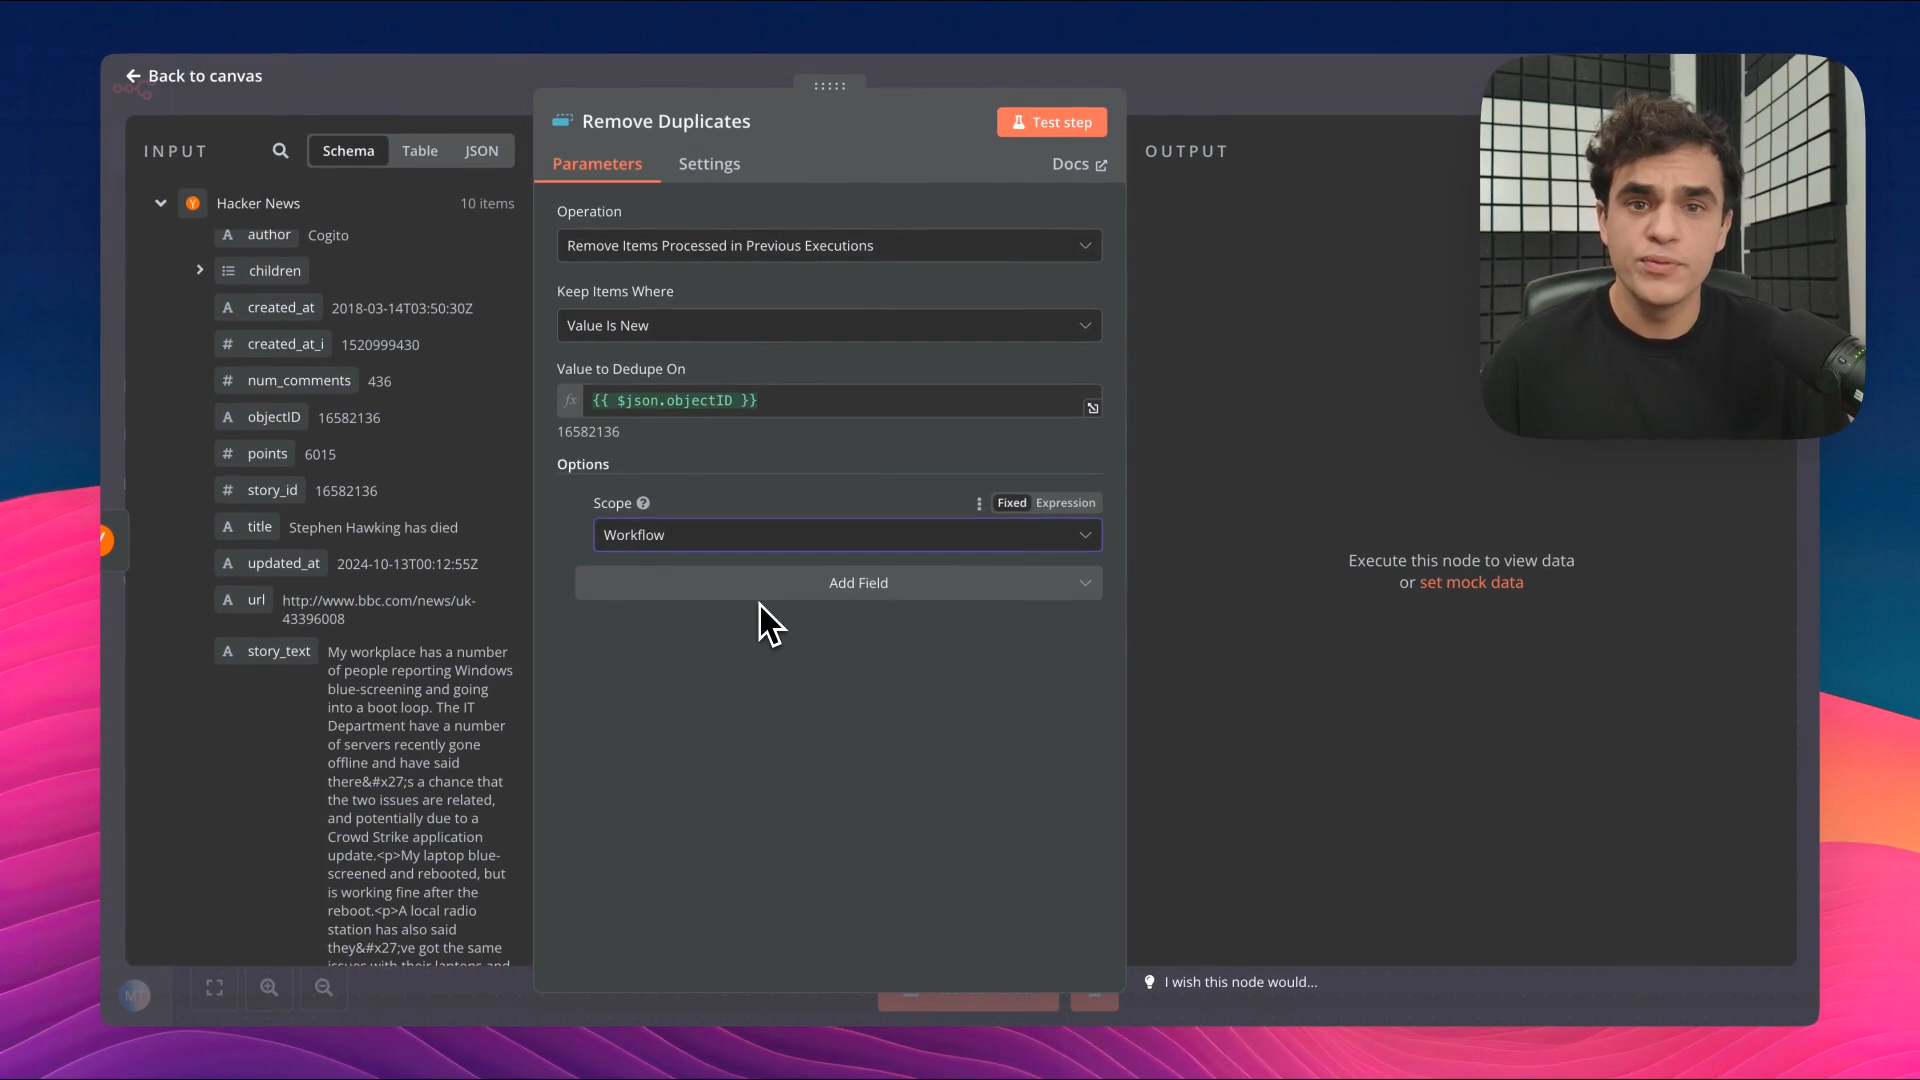 Back to canvas
INPUT
Schema
Table
JSON
Hacker News
10 items
A author Cogito
children
A created_at 2018-03-14T03:50:30Z
# created_at_i 1520999430
# num_comments 436
A objectID 16582136
# points 6015
# story_id 16582136
A title Stephen Hawking has died
A updated_at 2024-10-13T00:12:55Z
A url http://www.bbc.com/news/uk-
43396008
A story_text My workplace has a number
of people reporting Windows
blue-screening and going
into a boot loop. The IT
Department have a number
of servers recently gone
offline and have said
there&#x27;s a chance that
the two issues are related,
and potentially due to a
Crowd Strike application
update.<p>My laptop blue-
screened and rebooted, but
is working fine after the
reboot.<p>A local radio
station has also said
they&#x27;ve got the same
issues with their laptops and
MT
Remove Duplicates
Test step
Parameters
Settings
Docs
Operation
Remove Items Processed in Previous Executions
Keep Items Where
Value Is New
Value to Dedupe On
fx {{ $json.objectID }}
16582136
Options
Scope
Fixed
Expression
Workflow
Add Field
OUTPUT
Execute this node to view data
or set mock data
I wish this node would...